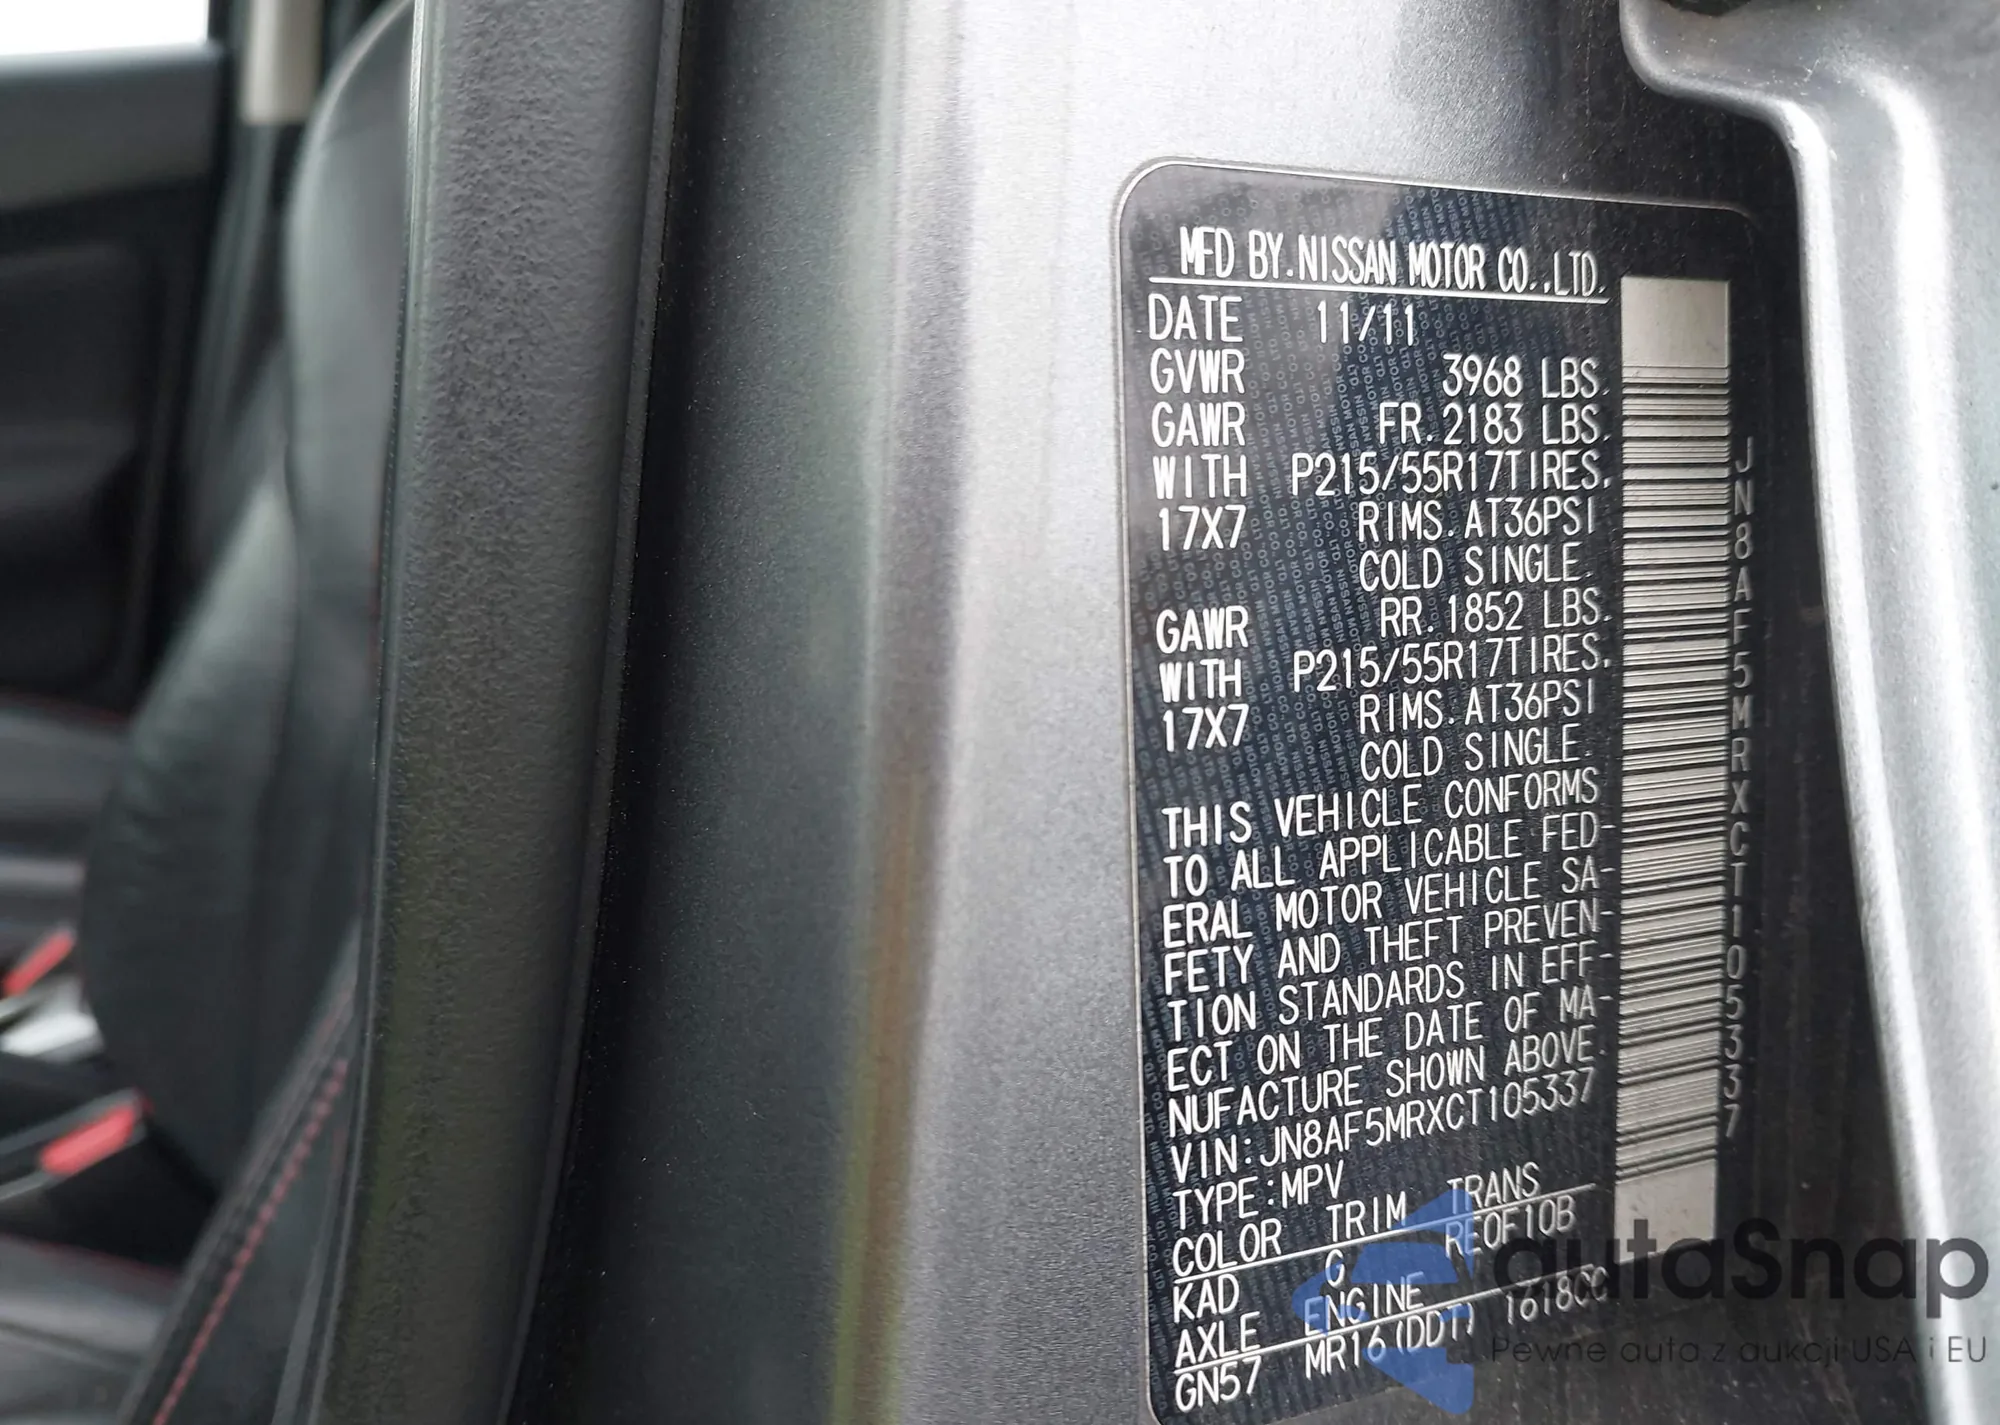 MFD BY.NISSAN MOTOR CO.,LTD.
DATE 11/11
GVWR 3968 LBS.
GAWR FR.2183 LBS.
WITH P215/55R17TIRES.
17X7 RIMS.AT36PSI
COLD SINGLE.
GAWR RR.1852 LBS.
WITH P215/55R17TIRES.
17X7 RIMS.AT36PSI
COLD SINGLE.
THIS VEHICLE CONFORMS
TO ALL APPLICABLE FED-
ERAL MOTOR VEHICLE SA-
FETY AND THEFT PREVEN-
TION STANDARDS IN EFF-
ECT ON THE DATE OF MA-
NUFACTURE SHOWN ABOVE.
VIN:JN8AF5MRXCT105337
TYPE:MPV
COLOR TRIM TRANS
KAD G RE0F10B
AXLE ENGINE
GN57 MR16(DDT) 1618CC
JN8AF5MRXCT105337
autaSnap
Pewne auta z aukcji USA i EU